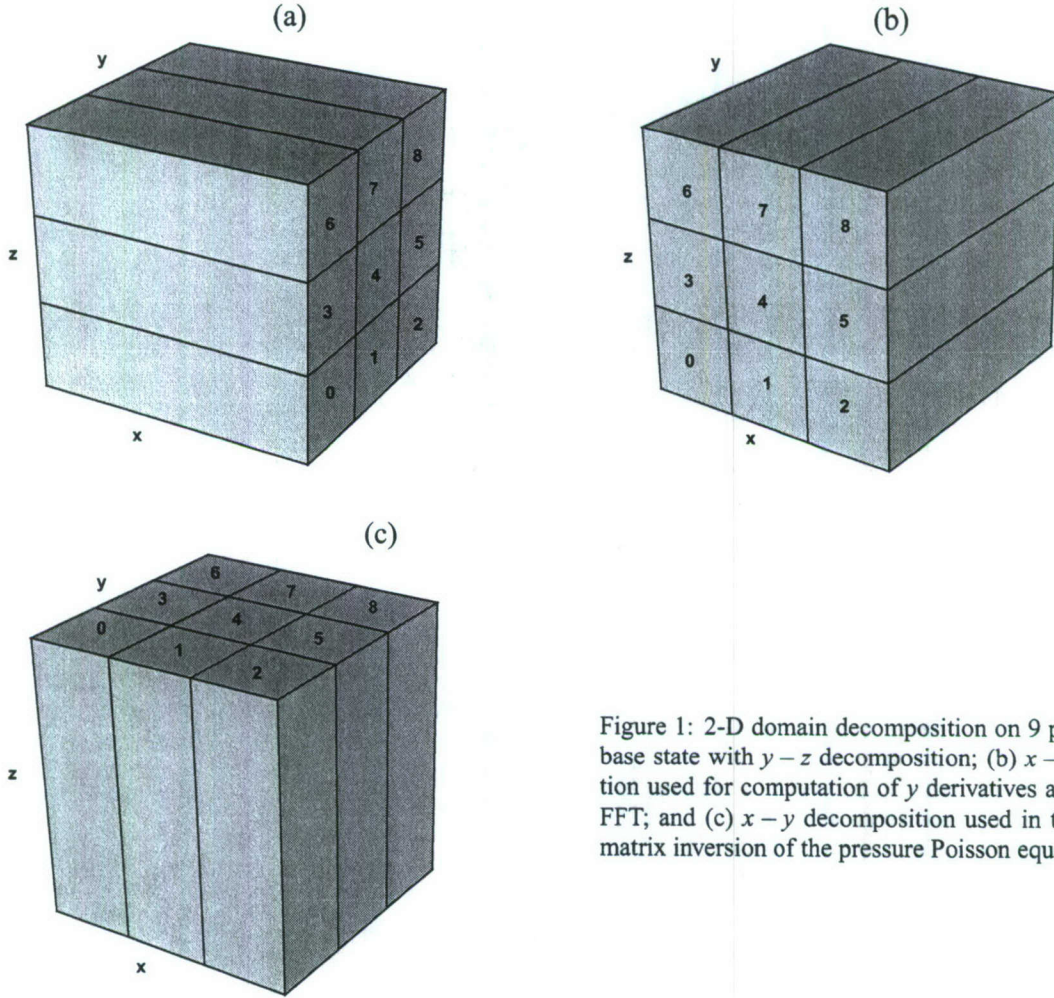 (a)
y
8
7
6
5
z
4
3
2
1
0
x
(b)
y
6
7
8
z
3
4
5
0
1
2
x
(c)
y
6
7
3
8
4
0
5
1
2
z
x
Figure 1: 2-D domain decomposition on 9 p
base state with y – z decomposition; (b) x –
tion used for computation of y derivatives a
FFT; and (c) x – y decomposition used in t
matrix inversion of the pressure Poisson equ